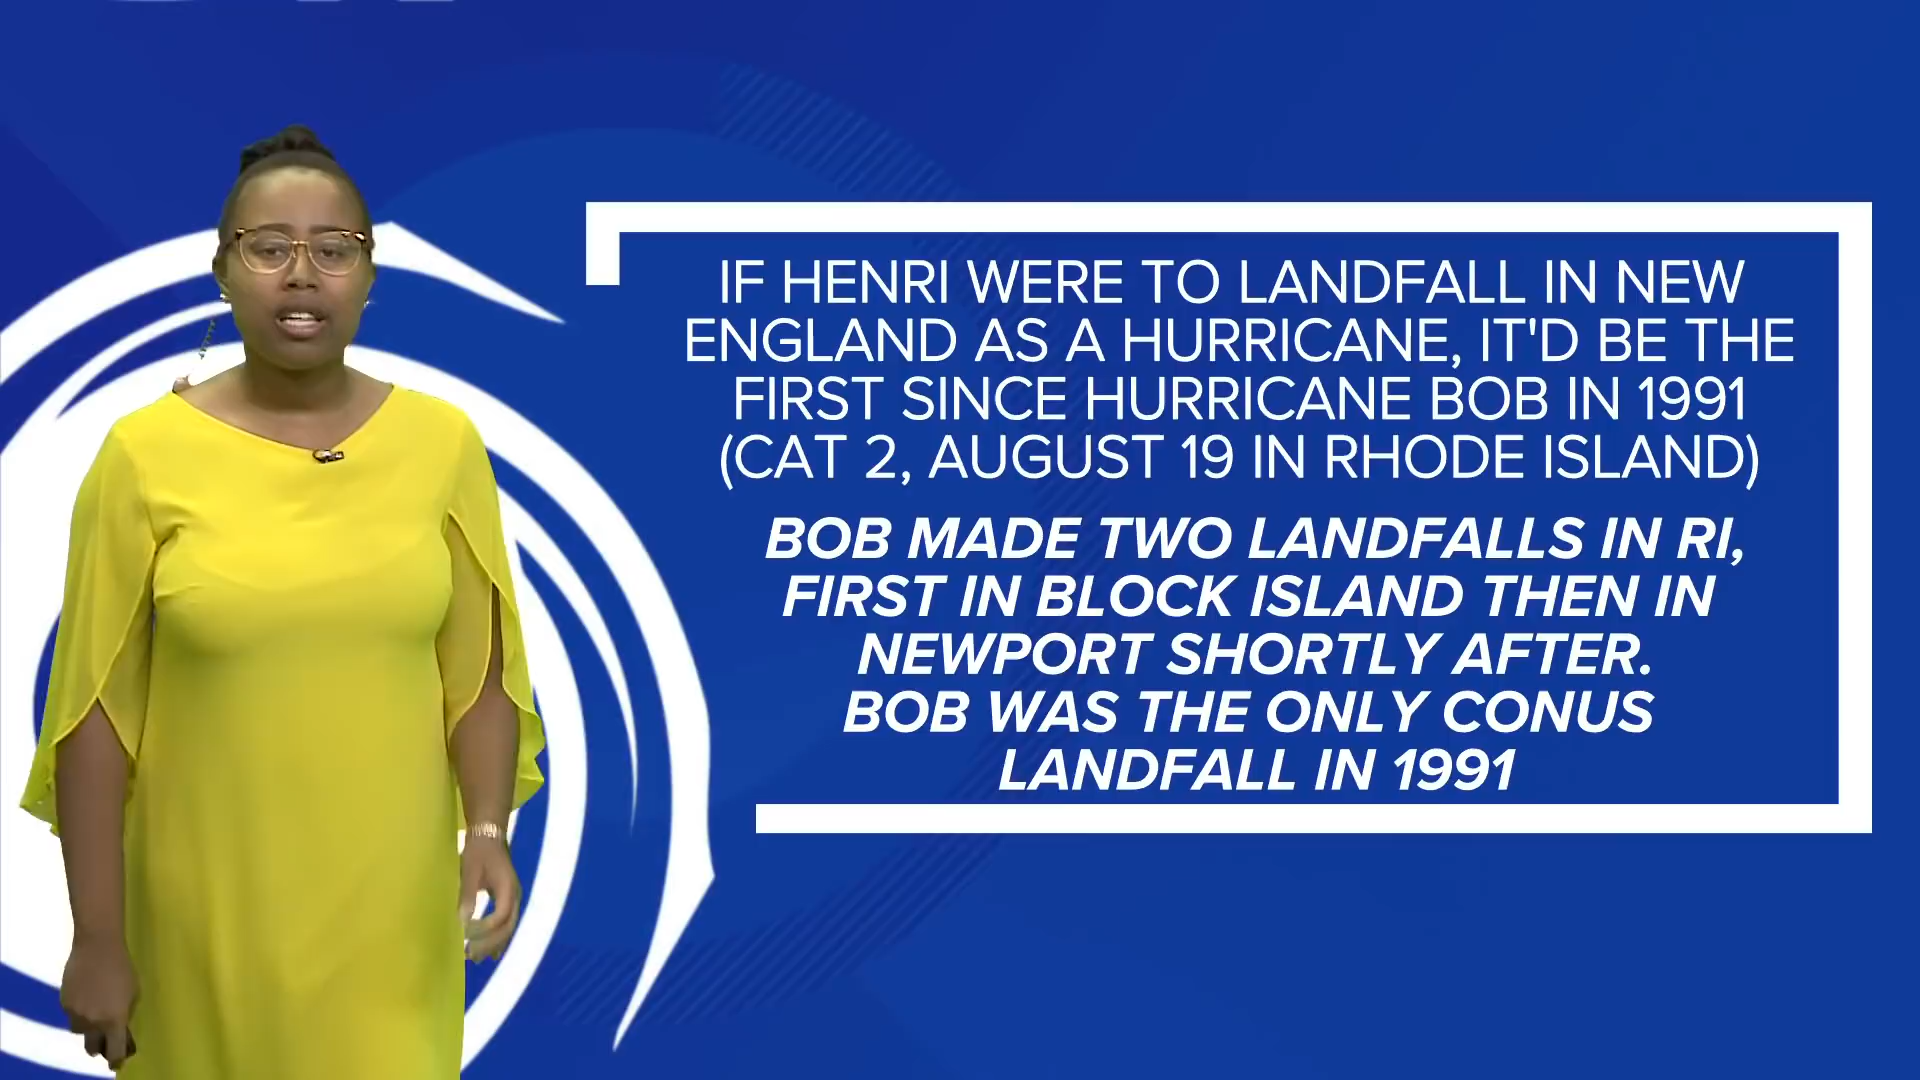 IF HENRI WERE TO LANDFALL IN NEW
ENGLAND AS A HURRICANE, IT'D BE THE
FIRST SINCE HURRICANE BOB IN 1991
(CAT 2, AUGUST 19 IN RHODE ISLAND)
BOB MADE TWO LANDFALLS IN RI,
FIRST IN BLOCK ISLAND THEN IN
NEWPORT SHORTLY AFTER.
BOB WAS THE ONLY CONUS
LANDFALL IN 1991